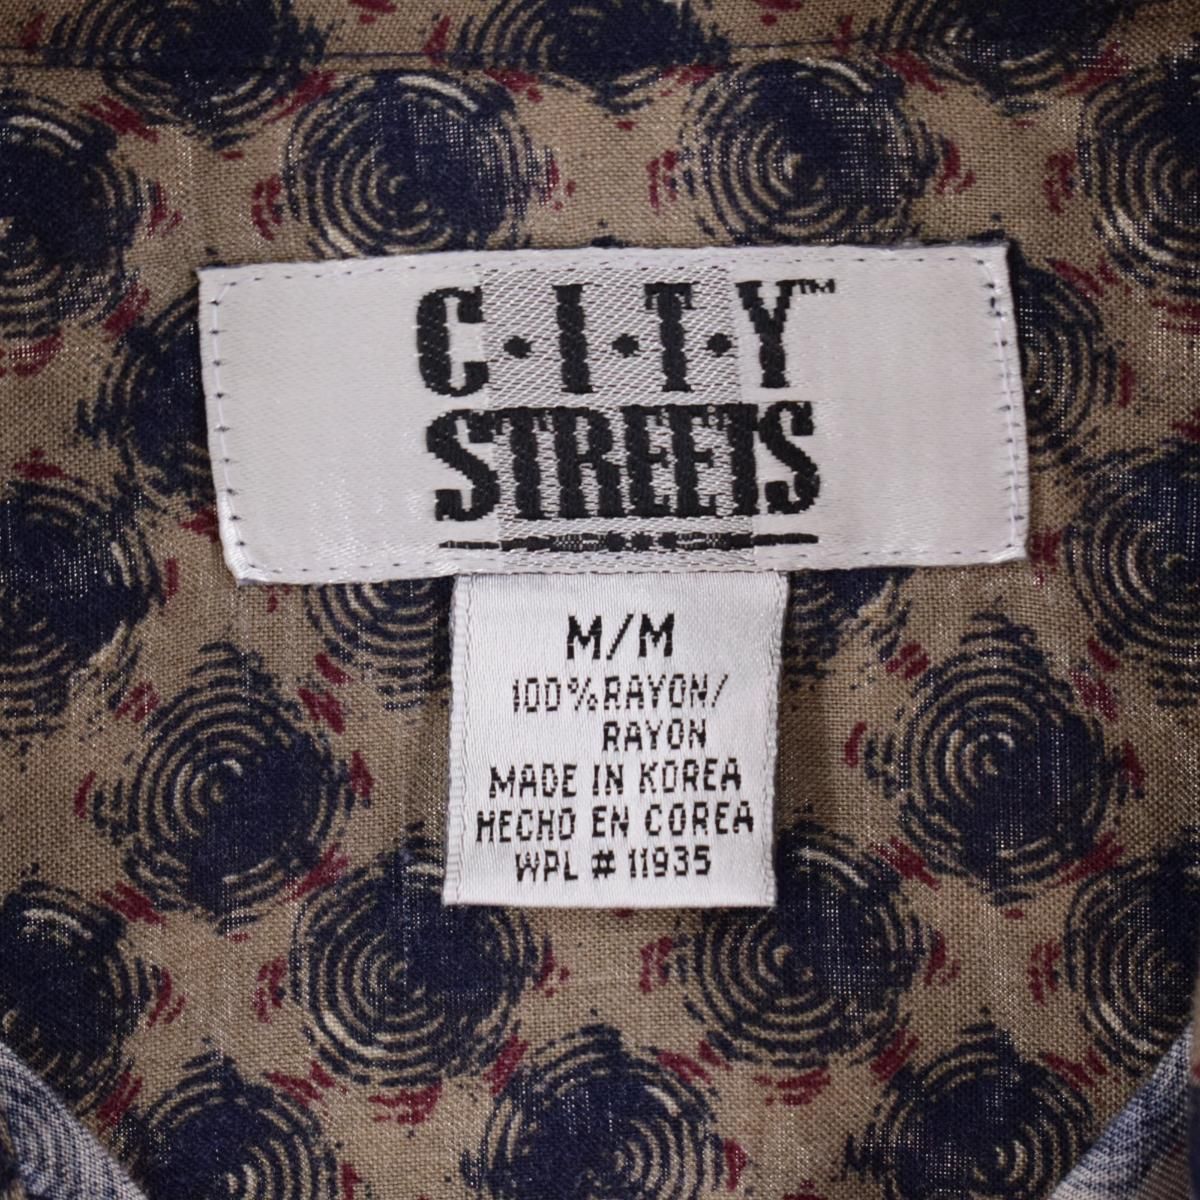 C·I·T·Y™
STREETS
M/M
100% RAYON/
RAYON
MADE IN KOREA
HECHO EN COREA
WPL # 11935